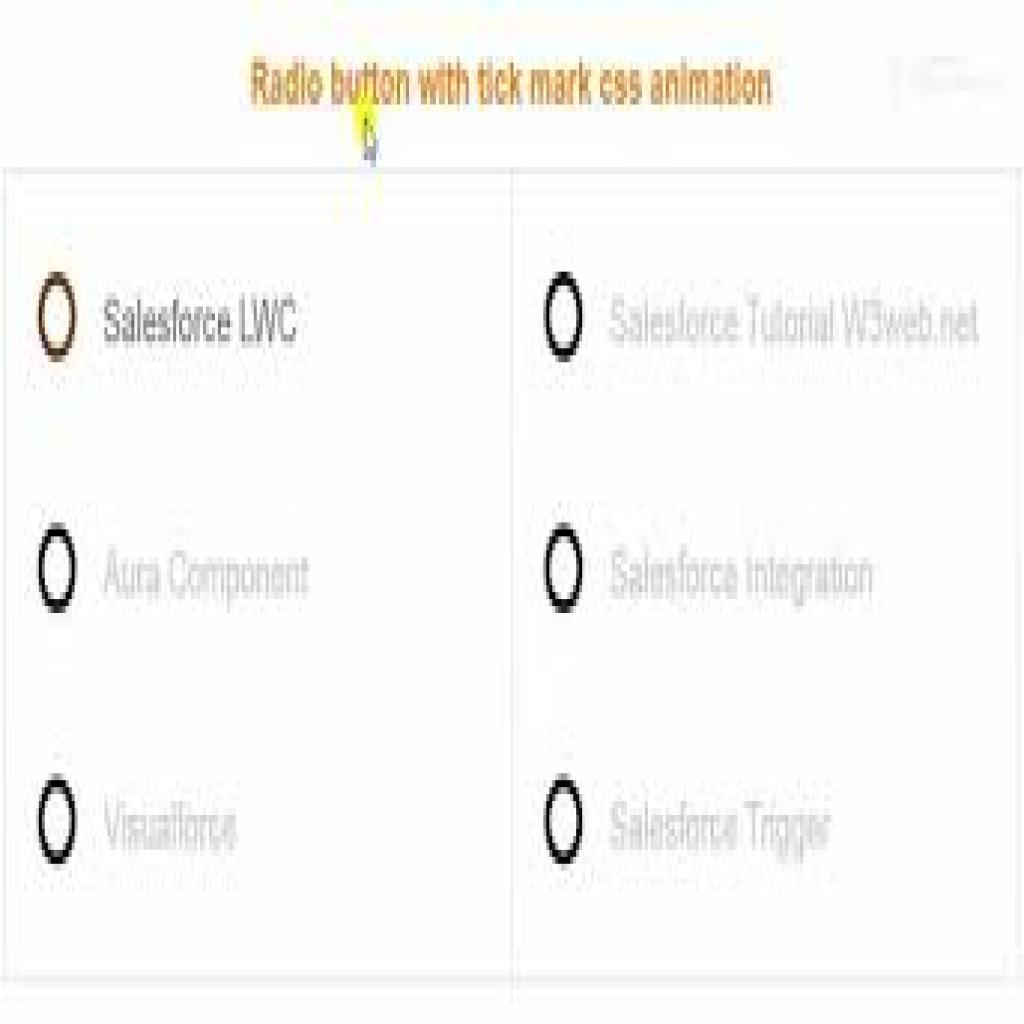 Radio button with tick mark css animation
Salesforce LWC
Salesforce Tutorial W3web.net
Aura Component
Salesforce Integration
Visualforce
Salesforce Trigger